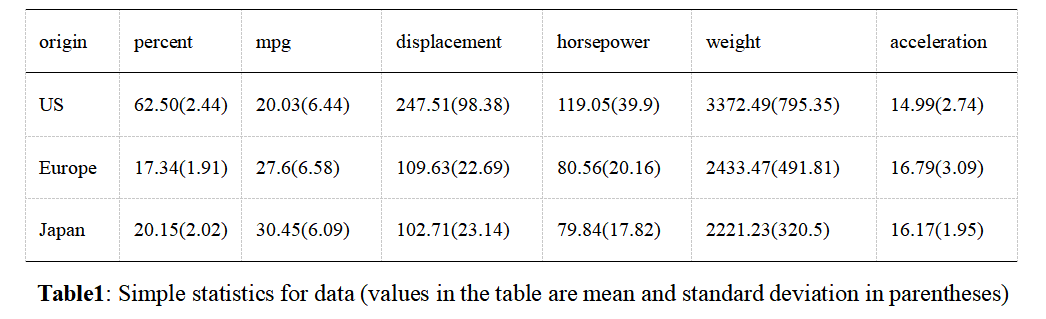 origin percent mpg displacement horsepower weight acceleration
US 62.50(2.44) 20.03(6.44) 247.51(98.38) 119.05(39.9) 3372.49(795.35) 14.99(2.74)
Europe 17.34(1.91) 27.6(6.58) 109.63(22.69) 80.56(20.16) 2433.47(491.81) 16.79(3.09)
Japan 20.15(2.02) 30.45(6.09) 102.71(23.14) 79.84(17.82) 2221.23(320.5) 16.17(1.95)
Table1: Simple statistics for data (values in the table are mean and standard deviation in parentheses)